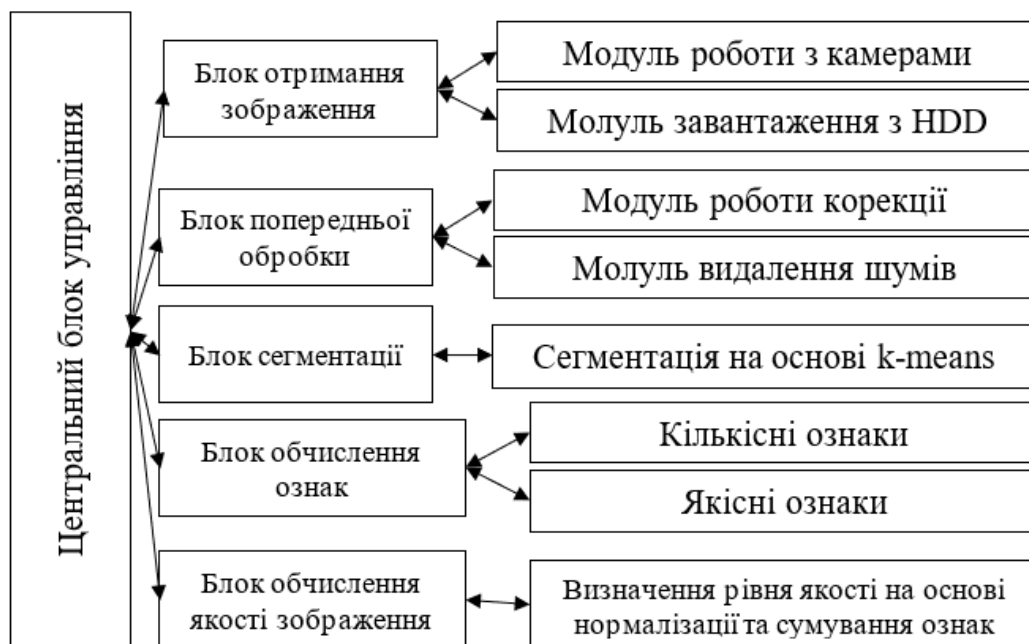 Центральний блок управління
Блок отримання
зображення
Модуль роботи з камерами
Молуль завантаження з HDD
Блок попередньої
обробки
Модуль роботи корекції
Молуль видалення шумів
Блок сегментації
Сегментація на основі k-means
Блок обчислення
ознак
Кількісні ознаки
Якісні ознаки
Блок обчислення
якості зображення
Визначення рівня якості на основі
нормалізації та сумування ознак